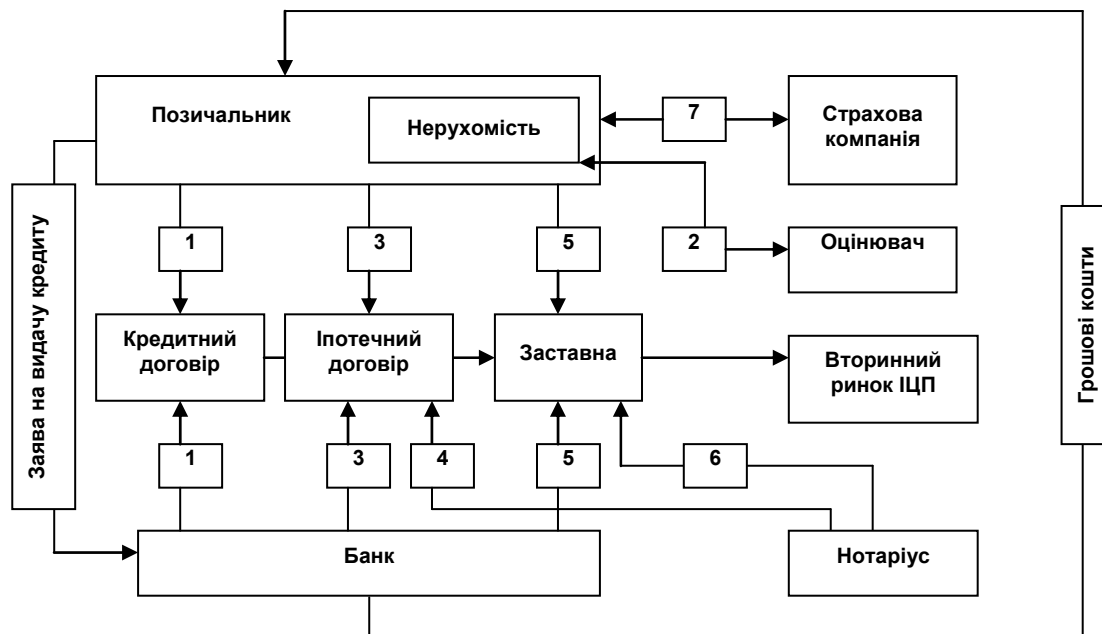 Позичальник
Нерухомість
7
Страхова
компанія
Заява на видачу кредиту
1
3
5
2
Оцінювач
Грошові кошти
Кредитний
договір
Іпотечний
договір
Заставна
Вторинний
ринок ІЦП
1
3
4
5
6
Банк
Нотаріус